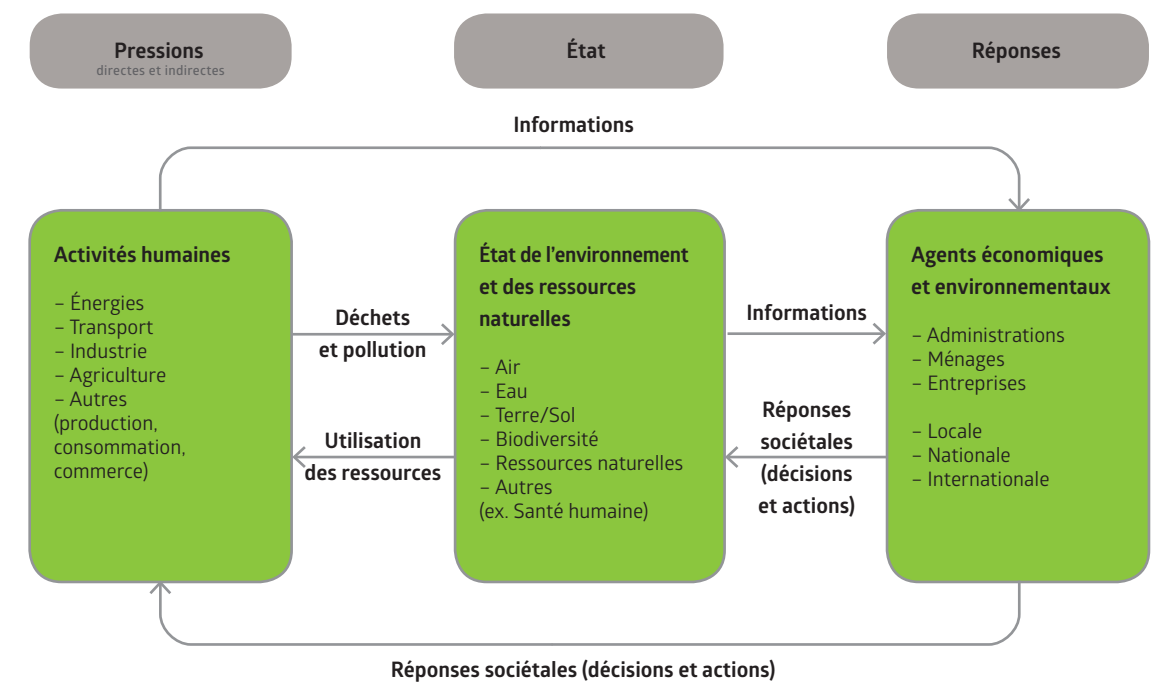 Pressions
directes et indirectes
État
Réponses
Informations
Activités humaines
– Énergies
– Transport
– Industrie
– Agriculture
– Autres
(production,
consommation,
commerce)
Déchets
et pollution
Utilisation
des ressources
État de l'environnement
et des ressources
naturelles
– Air
– Eau
– Terre/Sol
– Biodiversité
– Ressources naturelles
– Autres
(ex. Santé humaine)
Informations
Réponses
sociétales
(décisions
et actions)
Agents économiques
et environnementaux
– Administrations
– Ménages
– Entreprises
– Locale
– Nationale
– Internationale
Réponses sociétales (décisions et actions)